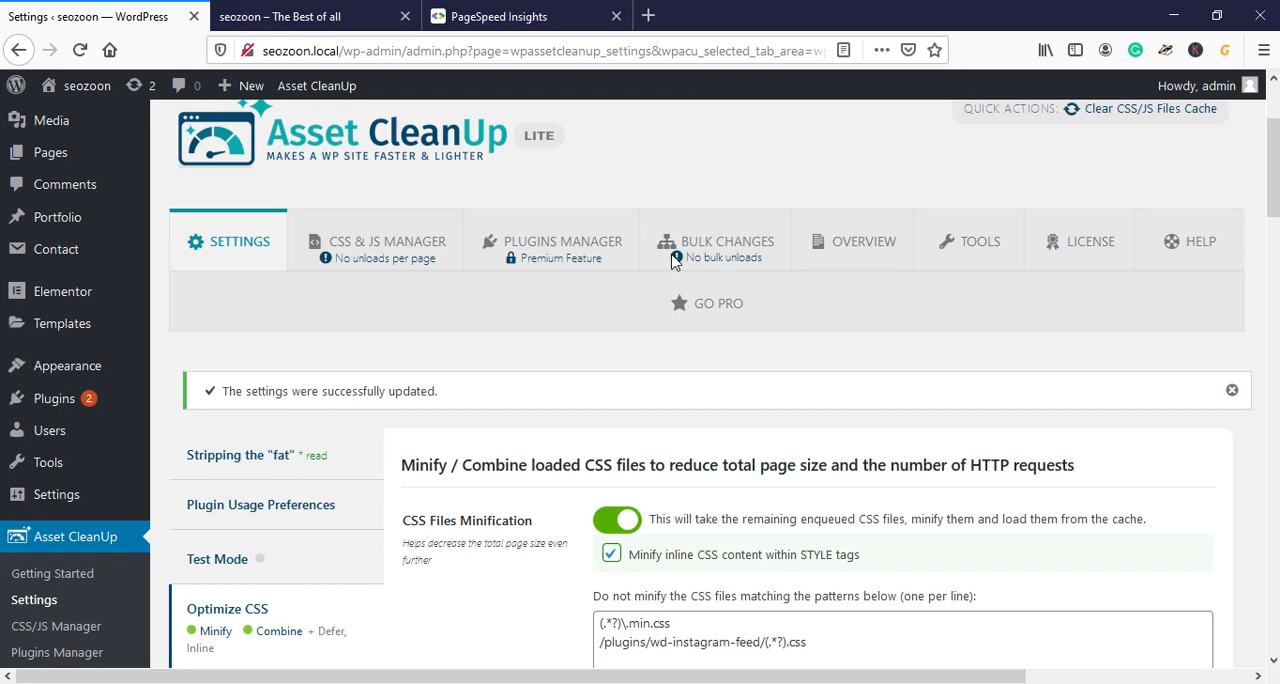 Settings ‹ seozoon — WordPress
seozoon – The Best of all
PageSpeed Insights
seozoon.local/wp-admin/admin.php?page=wpassetcleanup_settings&wpacu_selected_tab_area=w
seozoon
2
0
New
Asset CleanUp
Howdy, admin
Media
Pages
Comments
Portfolio
Contact
Elementor
Templates
Appearance
Plugins 2
Users
Tools
Settings
Asset CleanUp
Getting Started
Settings
CSS/JS Manager
Plugins Manager
Asset CleanUp LITE
MAKES A WP SITE FASTER & LIGHTER
QUICK ACTIONS: Clear CSS/JS Files Cache
SETTINGS
CSS & JS MANAGER
No unloads per page
PLUGINS MANAGER
Premium Feature
BULK CHANGES
No bulk unloads
OVERVIEW
TOOLS
LICENSE
HELP
GO PRO
✔ The settings were successfully updated.
Stripping the "fat" * read
Plugin Usage Preferences
Test Mode
Optimize CSS
Minify Combine + Defer,
Inline
Minify / Combine loaded CSS files to reduce total page size and the number of HTTP requests
CSS Files Minification
Helps decrease the total page size even
further
This will take the remaining enqueued CSS files, minify them and load them from the cache.
Minify inline CSS content within STYLE tags
Do not minify the CSS files matching the patterns below (one per line):
(.*?)\.min.css
/plugins/wd-instagram-feed/(.*?).css